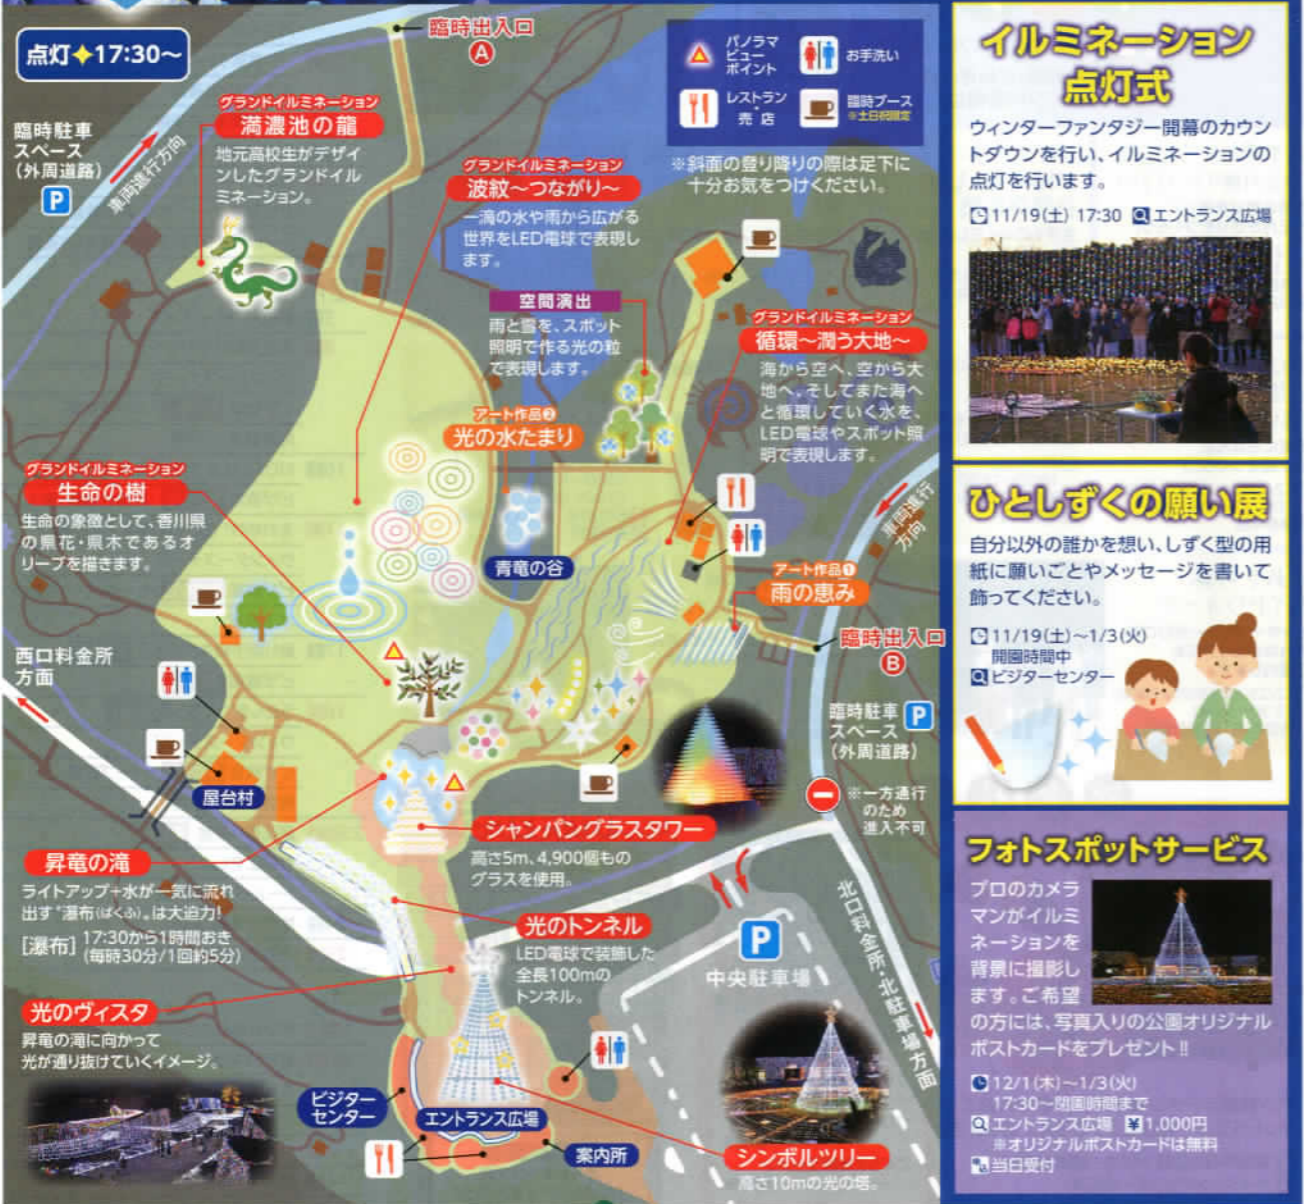 点灯✦17:30〜
臨時出入口
A
パノラマ
ビュー
ポイント
お手洗い
レストラン
・
売店
臨時ブース
※土日祝限定
※斜面の登り降りの際は足下に
十分お気をつけください。
臨時駐車
スペース
(外周道路)
P
車両進行方向
グランドイルミネーション
満濃池の龍
地元高校生がデザイ
ンしたグランドイル
ミネーション。
グランドイルミネーション
波紋〜つながり〜
一滴の水や雨から広がる
世界をLED電球で表現し
ます。
空間演出
雨と雪を、スポット
照明で作る光の粒
で表現します。
グランドイルミネーション
循環〜潤う大地〜
海から空へ、空から大
地へ、そしてまた海へ
と循環していく水を、
LED電球やスポット照
明で表現します。
アート作品❷
光の水たまり
グランドイルミネーション
生命の樹
生命の象徴として、香川県
の県花・県木であるオ
リーブを描きます。
青竜の谷
車両進行
方向
アート作品❶
雨の恵み
臨時出入口
B
西口料金所
方面
臨時駐車
スペース
(外周道路)
P
※一方通行
のため
進入不可
屋台村
シャンパングラスタワー
高さ5m、4,900個もの
グラスを使用。
昇竜の滝
ライトアップ+水が一気に流れ
出す“瀑布(ばくふ)”は大迫力!
[瀑布] 17:30から1時間おき
(毎時30分/1回約5分)
光のトンネル
LED電球で装飾した
全長100mの
トンネル。
P
中央駐車場
北口料金所・北駐車場方面
光のヴィスタ
昇竜の滝に向かって
光が通り抜けていくイメージ。
ビジター
センター
エントランス広場
案内所
シンボルツリー
高さ10mの光の塔。
イルミネーション
点灯式
ウィンターファンタジー開幕のカウン
トダウンを行い、イルミネーションの
点灯を行います。
11/19(土) 17:30 エントランス広場
ひとしずくの願い展
自分以外の誰かを想い、しずく型の用
紙に願いごとやメッセージを書いて
飾ってください。
11/19(土)〜1/3(火)
開園時間中
ビジターセンター
フォトスポットサービス
プロのカメラ
マンがイルミ
ネーションを
背景に撮影し
ます。ご希望
の方には、写真入りの公園オリジナル
ポストカードをプレゼント!!
12/1(木)〜1/3(火)
17:30〜閉園時間まで
エントランス広場 ¥1,000円
※オリジナルポストカードは無料
当日受付